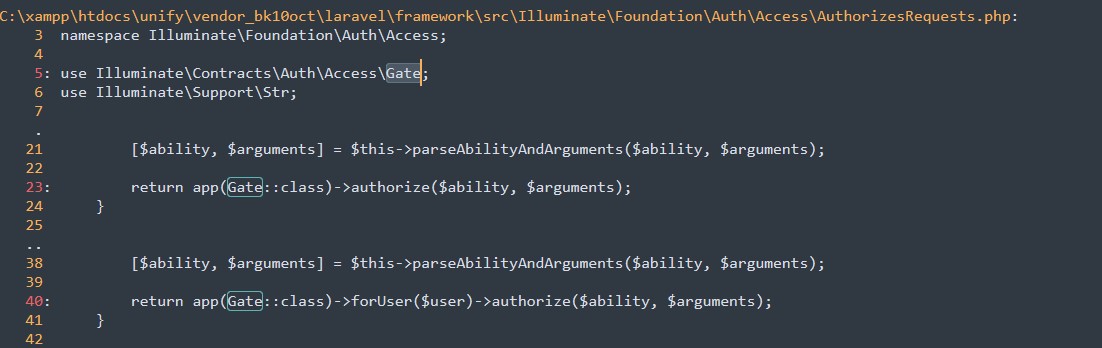 C:\xampp\htdocs\unify\vendor_bk10oct\laravel\framework\src\Illuminate\Foundation\Auth\Access\AuthorizesRequests.php:
3 namespace Illuminate\Foundation\Auth\Access;
4
5: use Illuminate\Contracts\Auth\Access\Gate;
6 use Illuminate\Support\Str;
7
.
21 [$ability, $arguments] = $this->parseAbilityAndArguments($ability, $arguments);
22
23: return app(Gate::class)->authorize($ability, $arguments);
24 }
25
..
38 [$ability, $arguments] = $this->parseAbilityAndArguments($ability, $arguments);
39
40: return app(Gate::class)->forUser($user)->authorize($ability, $arguments);
41 }
42